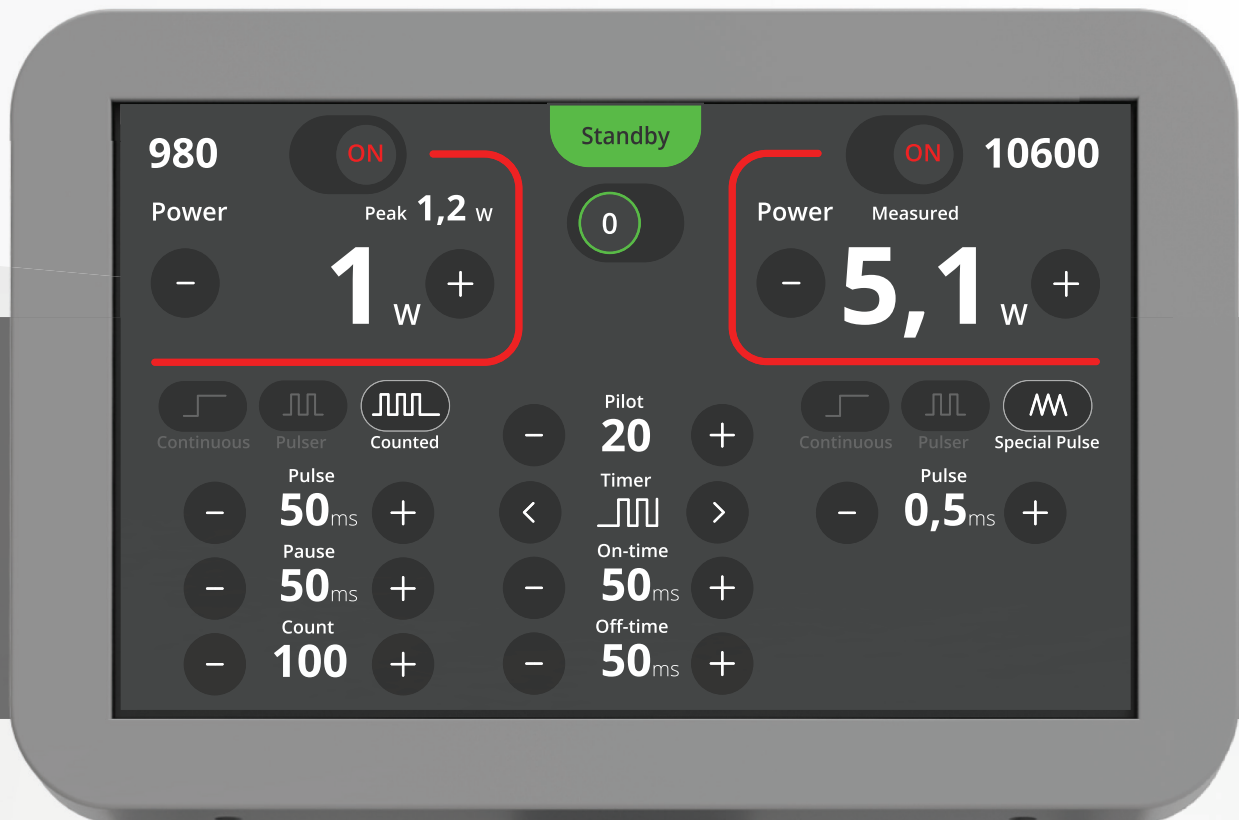 980
ON
Standby
ON
10600
Power
Peak 1,2 W
0
Power
Measured
−
1 W
+
−
5,1 W
+
Continuous
Pulser
Counted
Pilot
− 20 +
Continuous
Pulser
Special Pulse
Pulse
− 50ms +
Timer
< >
Pulse
− 0,5ms +
Pause
− 50ms +
On-time
− 50ms +
Count
− 100 +
Off-time
− 50ms +